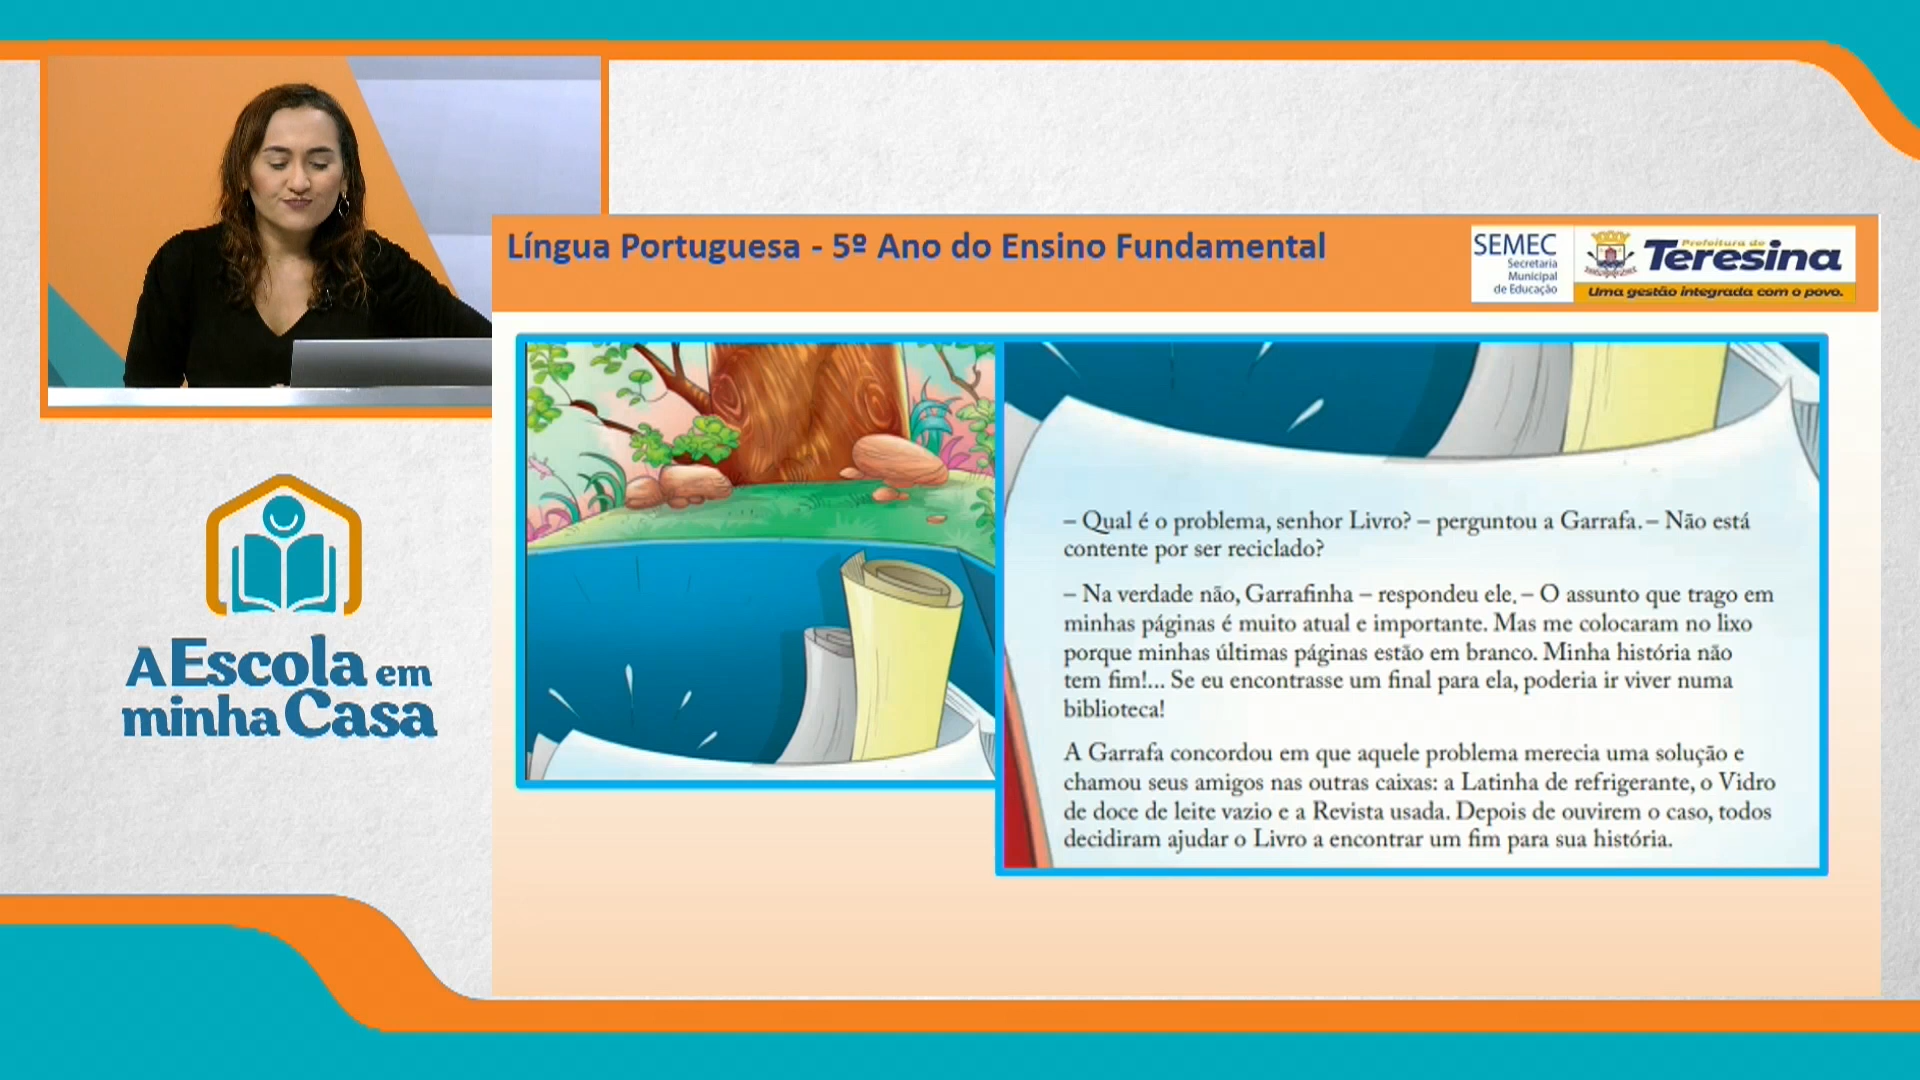 Língua Portuguesa - 5º Ano do Ensino Fundamental
SEMEC
Secretaria
Municipal
de Educação
Prefeitura de
Teresina
Uma gestão integrada com o povo.
– Qual é o problema, senhor Livro? – perguntou a Garrafa. – Não está
contente por ser reciclado?
– Na verdade não, Garrafinha – respondeu ele. – O assunto que trago em
minhas páginas é muito atual e importante. Mas me colocaram no lixo
porque minhas últimas páginas estão em branco. Minha história não
tem fim!... Se eu encontrasse um final para ela, poderia ir viver numa
biblioteca!
A Garrafa concordou em que aquele problema merecia uma solução e
chamou seus amigos nas outras caixas: a Latinha de refrigerante, o Vidro
de doce de leite vazio e a Revista usada. Depois de ouvirem o caso, todos
decidiram ajudar o Livro a encontrar um fim para sua história.
A Escola em
minha Casa